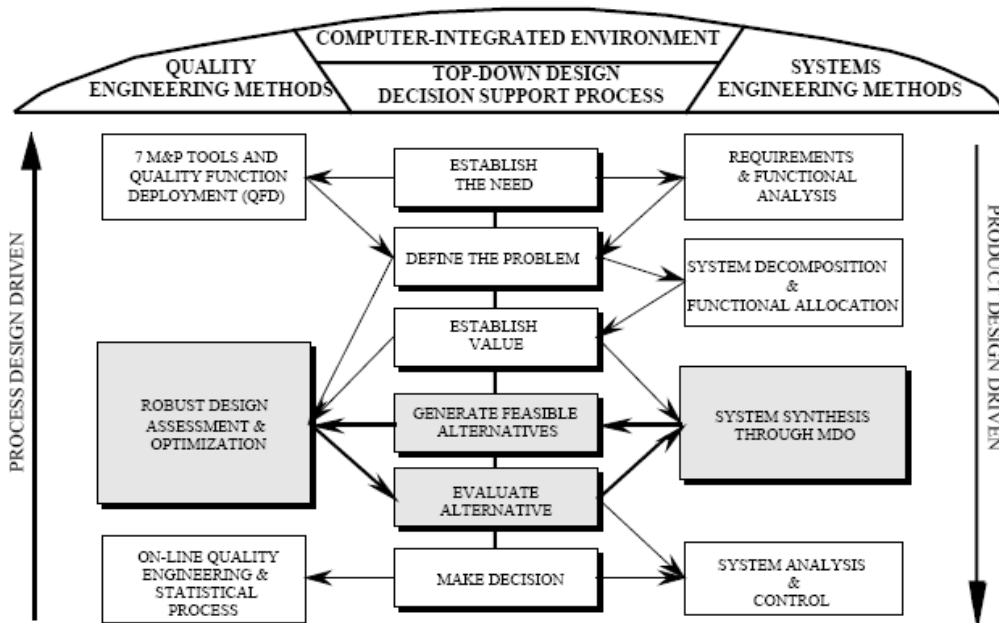 COMPUTER-INTEGRATED ENVIRONMENT
QUALITY
ENGINEERING METHODS
TOP-DOWN DESIGN
DECISION SUPPORT PROCESS
SYSTEMS
ENGINEERING METHODS
PROCESS DESIGN DRIVEN
7 M&P TOOLS AND
QUALITY FUNCTION
DEPLOYMENT (QFD)
ESTABLISH
THE NEED
REQUIREMENTS
& FUNCTIONAL
ANALYSIS
DEFINE THE PROBLEM
SYSTEM DECOMPOSITION
&
FUNCTIONAL ALLOCATION
ESTABLISH
VALUE
ROBUST DESIGN
ASSESSMENT &
OPTIMIZATION
GENERATE FEASIBLE
ALTERNATIVES
SYSTEM SYNTHESIS
THROUGH MDO
EVALUATE
ALTERNATIVE
ON-LINE QUALITY
ENGINEERING &
STATISTICAL
PROCESS
MAKE DECISION
SYSTEM ANALYSIS
&
CONTROL
PRODUCT DESIGN DRIVEN